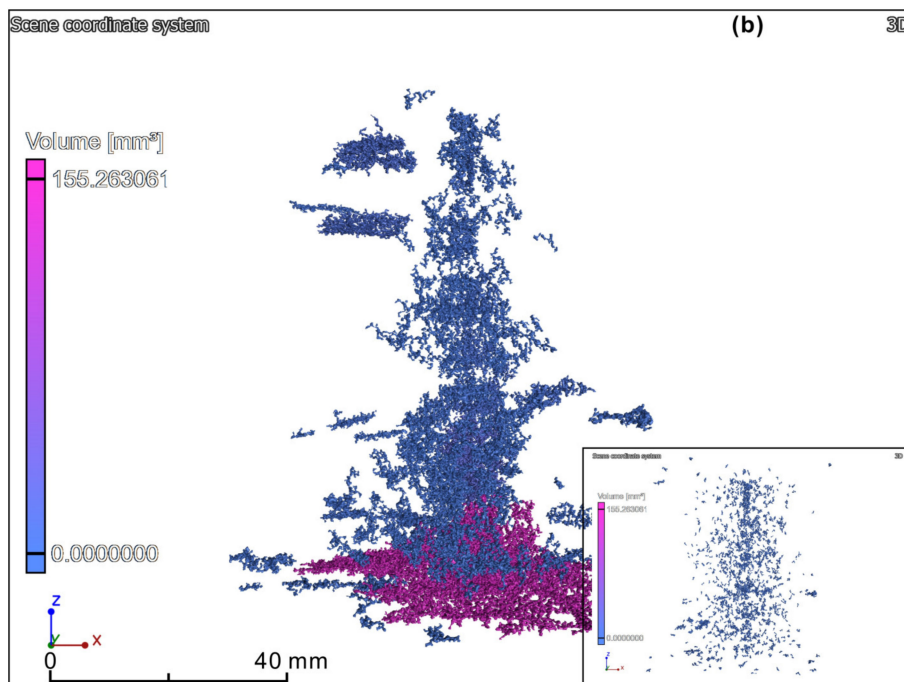 Scene coordinate system (b) 3D
Volume [mm³]
155.263061
0.0000000
z
Y
x
0 40 mm
Scene coordinate system 3D
Volume [mm³]
155.263061
0.0000000
z
x